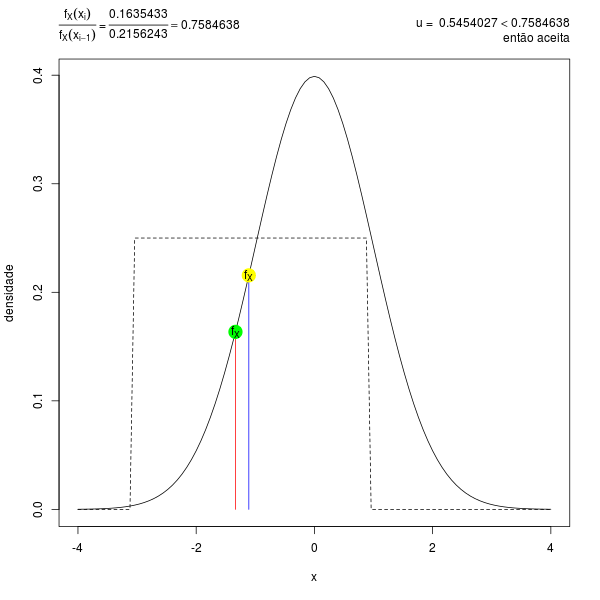 fX(xi) / fX(xi−1) = 0.1635433 / 0.2156243 = 0.7584638
u = 0.5454027 < 0.7584638
então aceita
densidade
0.4
0.3
0.2
0.1
0.0
fX
fX
-4 -2 0 2 4
x